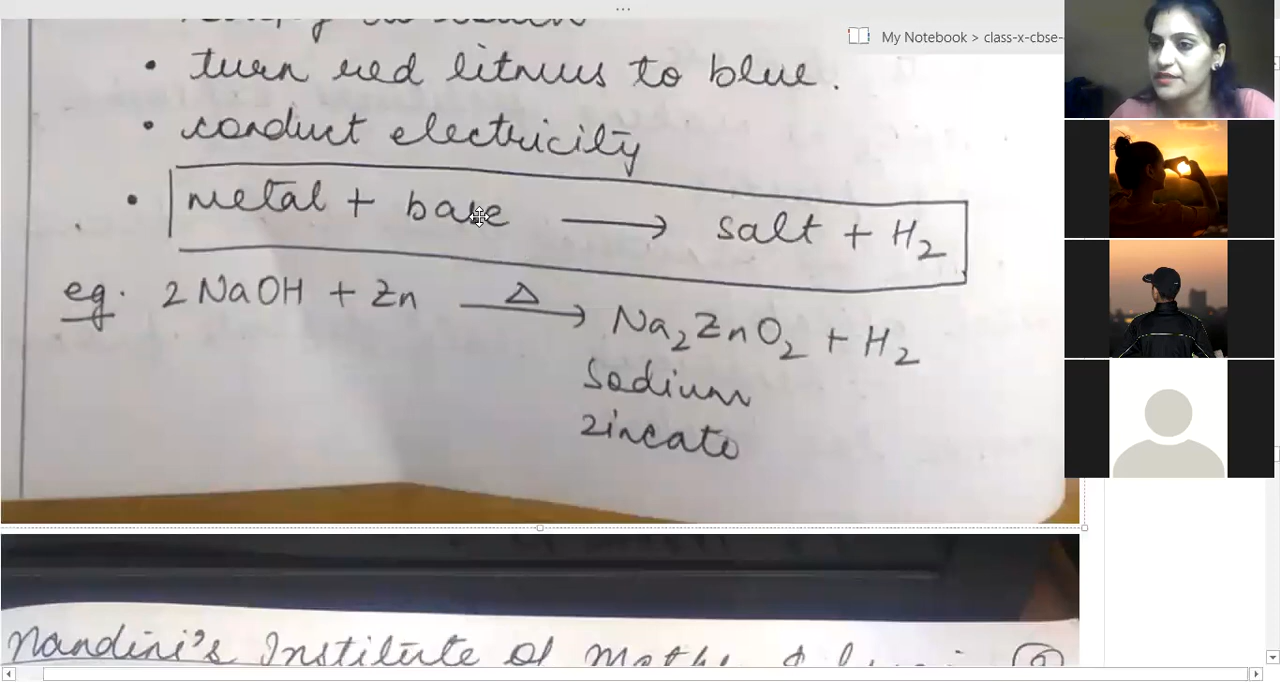 ...
My Notebook > class-x-cbse-
• turn red litmus to blue.
• conduct electricity
• metal + base ⟶ salt + H₂
eg. 2NaOH + Zn —Δ→ Na₂ZnO₂ + H₂
Sodium
zincate
Nandini's Institute of